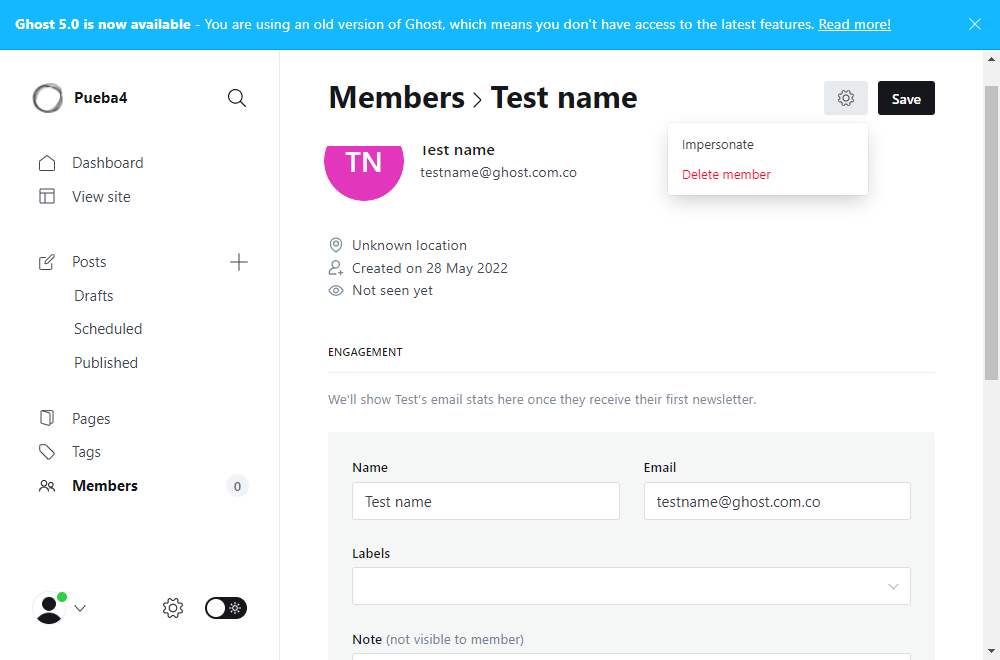 Ghost 5.0 is now available - You are using an old version of Ghost, which means you don't have access to the latest features. Read more!
Pueba4
Dashboard
View site
Posts
Drafts
Scheduled
Published
Pages
Tags
Members 0
Members › Test name
Save
Impersonate
Delete member
TN
Test name
testname@ghost.com.co
Unknown location
Created on 28 May 2022
Not seen yet
ENGAGEMENT
We'll show Test's email stats here once they receive their first newsletter.
Name
Test name
Email
testname@ghost.com.co
Labels
Note (not visible to member)